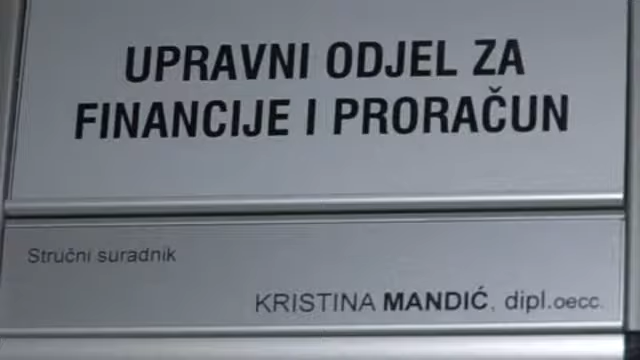 UPRAVNI ODJEL ZA
FINANCIJE I PRORAČUN
Stručni suradnik
KRISTINA MANDIĆ, dipl.oecc.